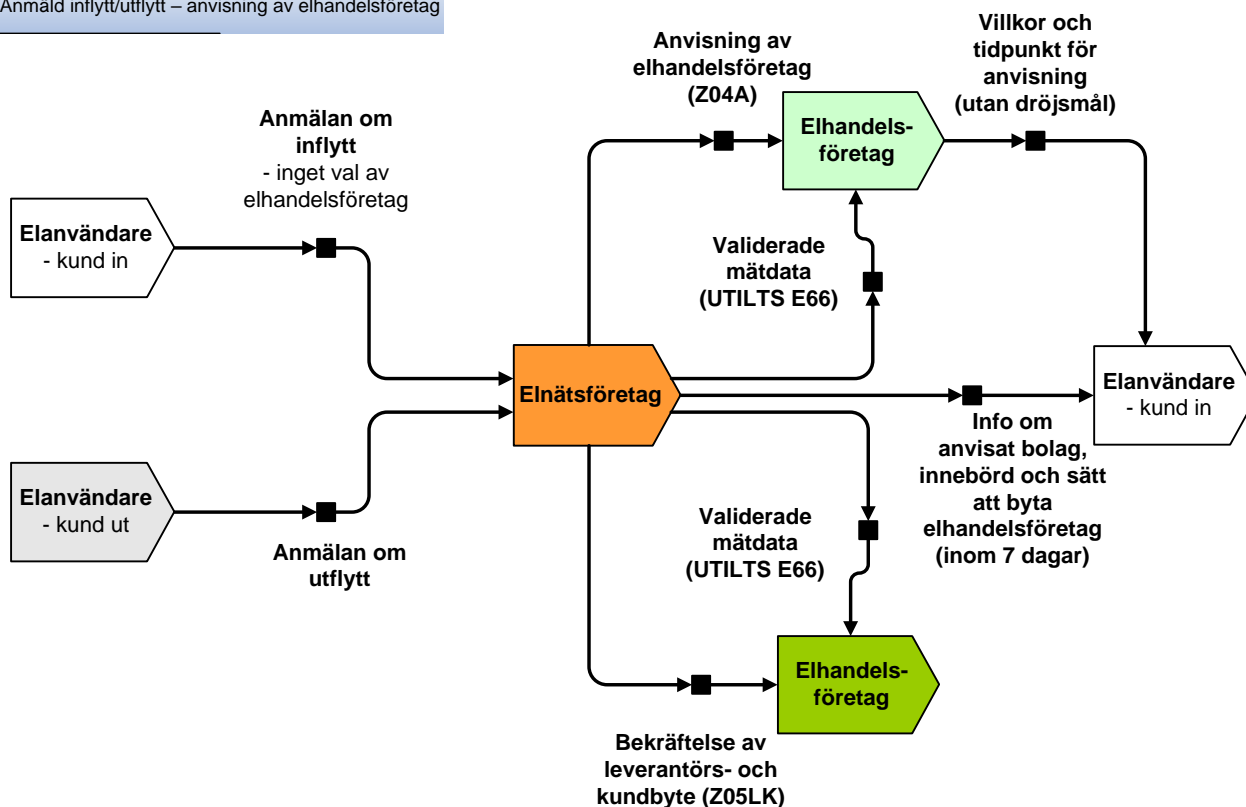 Anmäld inflytt/utflytt – anvisning av elhandelsföretag
Anmälan om
inflytt
- inget val av
elhandelsföretag
Elanvändare
- kund in
Elanvändare
- kund ut
Anmälan om
utflytt
Elnätsföretag
Anvisning av
elhandelsföretag
(Z04A)
Elhandels-
företag
Villkor och
tidpunkt för
anvisning
(utan dröjsmål)
Validerade
mätdata
(UTILTS E66)
Elanvändare
- kund in
Info om
anvisat bolag,
innebörd och sätt
att byta
elhandelsföretag
(inom 7 dagar)
Validerade
mätdata
(UTILTS E66)
Elhandels-
företag
Bekräftelse av
leverantörs- och
kundbyte (Z05LK)